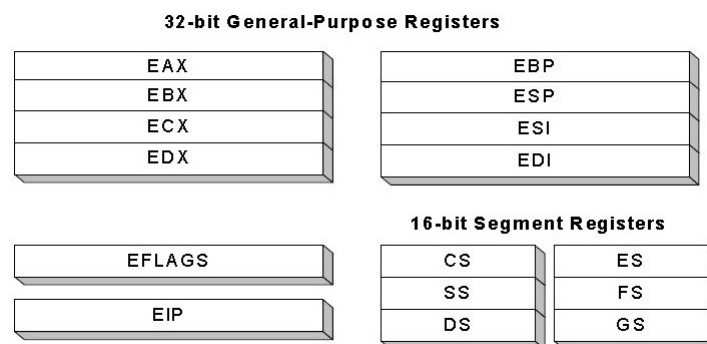 32-bit General-Purpose Registers
EAX
EBX
ECX
EDX
EBP
ESP
ESI
EDI
EFLAGS
EIP
16-bit Segment Registers
CS
SS
DS
ES
FS
GS